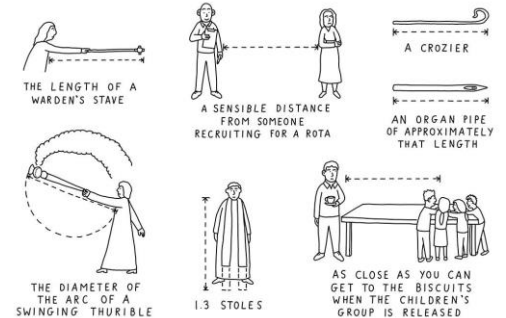 THE LENGTH OF A
WARDEN'S STAVE
A SENSIBLE DISTANCE
FROM SOMEONE
RECRUITING FOR A ROTA
A CROZIER
AN ORGAN PIPE
OF APPROXIMATELY
THAT LENGTH
THE DIAMETER OF
THE ARC OF A
SWINGING THURIBLE
1.3 STOLES
AS CLOSE AS YOU CAN
GET TO THE BISCUITS
WHEN THE CHILDREN'S
GROUP IS RELEASED